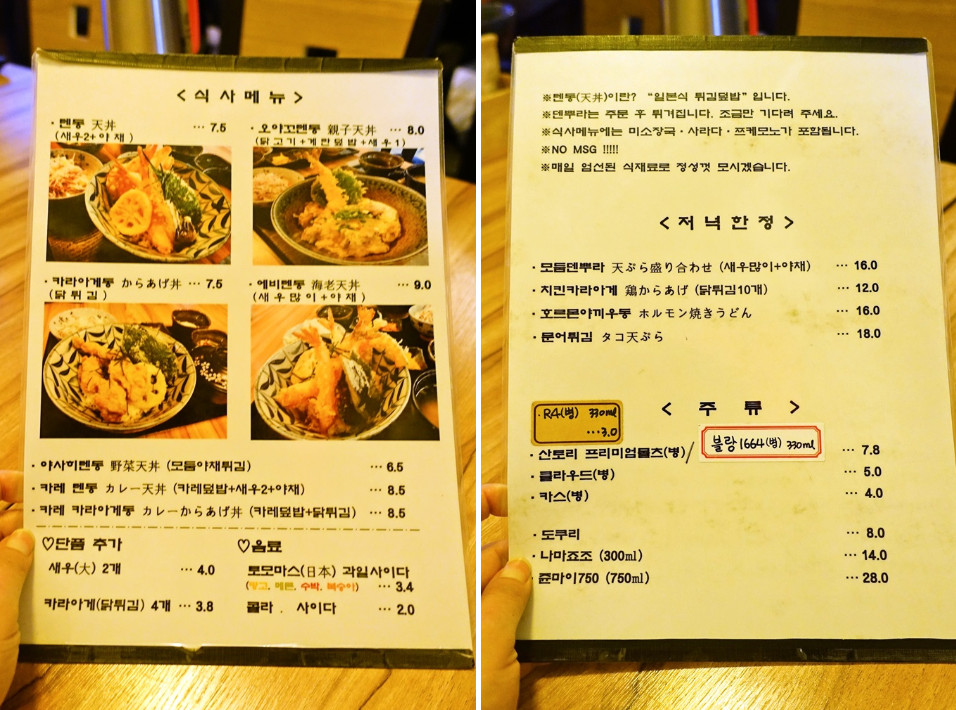 <식사메뉴>
· 텐동 天丼 ··· 7.5
(새우2+야채)
· 오야꼬텐동 親子天丼 ··· 8.0
(닭고기+계란덮밥+새우1)
· 카라아게동 からあげ丼 ··· 7.5
(닭튀김)
· 에비텐동 海老天丼 ··· 9.0
(새우많이+야채)
· 야사히텐동 野菜天丼 (모듬야채튀김) ··· 6.5
· 카레 텐동 カレー天丼 (카레덮밥+새우2+야채) ··· 8.5
· 카레 카라아게동 カレーからあげ丼 (카레덮밥+닭튀김) ··· 8.5
♡단품 추가
새우(大) 2개 ··· 4.0
카라아게(닭튀김) 4개 ··· 3.8
♡음료
토모마스(日本) 과일사이다
(망고, 메론, 수박, 복숭아) ··· 3.4
콜라 . 사이다 ··· 2.0
※텐동(天丼)이란? “일본식 튀김덮밥”입니다.
※덴뿌라는 주문 후 튀겨집니다. 조금만 기다려 주세요.
※식사메뉴에는 미소장국·사라다·쯔케모노가 포함됩니다.
※NO MSG !!!!!
※매일 엄선된 식재료로 정성껏 모시겠습니다.
<저녁한정>
· 모듬덴뿌라 天ぷら盛り合わせ (새우많이+야채) ··· 16.0
· 치킨카라아게 鶏からあげ (닭튀김10개) ··· 12.0
· 호르몬야끼우동 ホルモン焼きうどん ··· 16.0
· 문어튀김 タコ天ぷら ··· 18.0
< 주 류 >
· R4(병) 330ml
···3.0
· 산토리 프리미엄몰츠(병)/ 블랑1664(병) 330ml ··· 7.8
· 클라우드(병) ··· 5.0
· 카스(병) ··· 4.0
· 도쿠리 ··· 8.0
· 나마죠조 (300ml) ··· 14.0
· 쥰마이750 (750ml) ··· 28.0